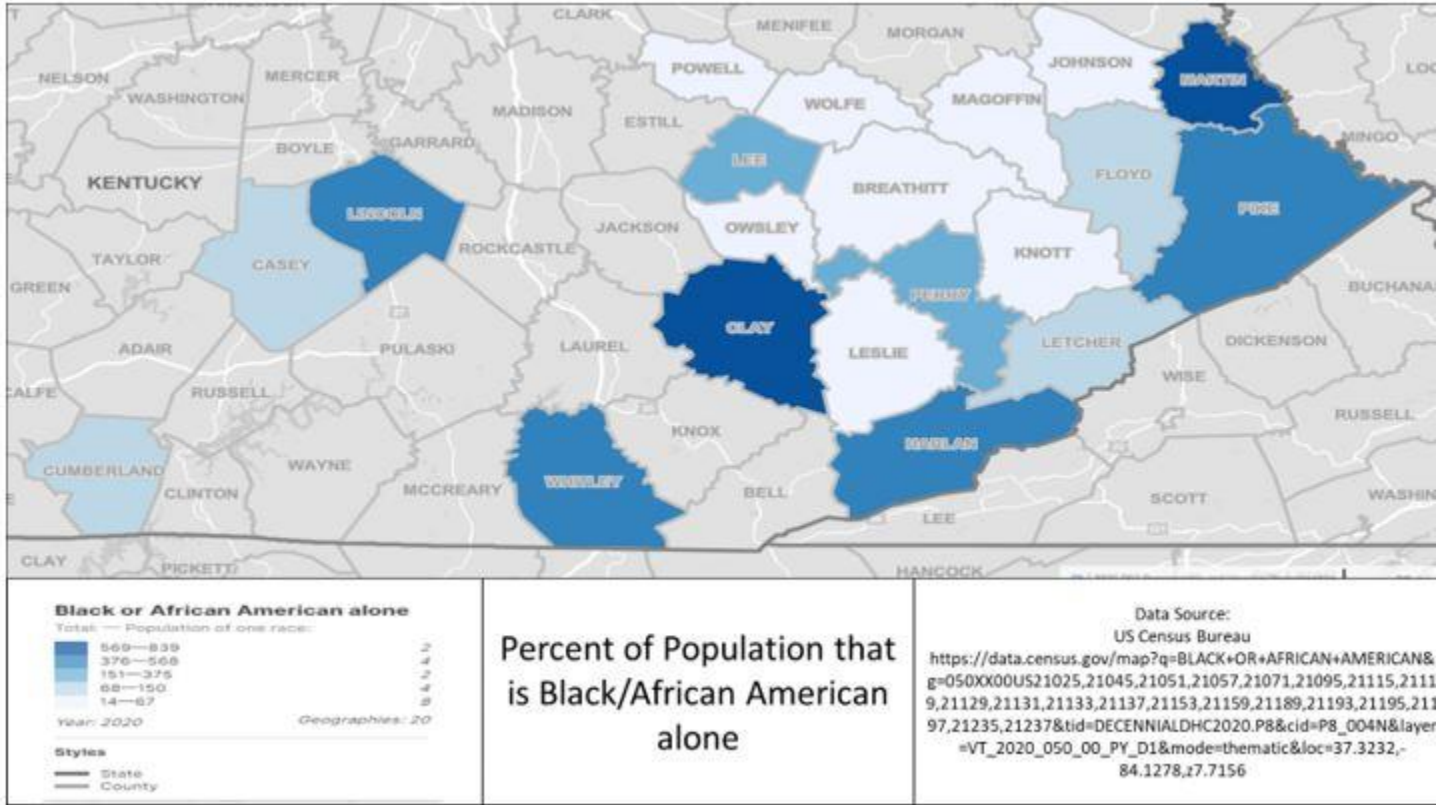 CLARK
MENIFEE
MORGAN
NELSON
MERCER
POWELL
JOHNSON
MARTIN
WASHINGTON
MADISON
WOLFE
MAGOFFIN
ESTILL
MINGO
BOYLE
GARRARD
LEE
KENTUCKY
BREATHITT
FLOYD
PIKE
LINCOLN
OWSLEY
JACKSON
ROCKCASTLE
KNOTT
TAYLOR
CASEY
GREEN
PERRY
BUCHANA
CLAY
ADAIR
PULASKI
LAUREL
LESLIE
LETCHER
DICKENSON
WISE
CALFE
RUSSELL
RUSSELL
KNOX
HARLAN
CUMBERLAND
WAYNE
CLINTON
MCCREARY
WHITLEY
BELL
SCOTT
WASHIN
LEE
CLAY
PICKETT
HANCOCK
Black or African American alone
Total: — Population of one race:
569—839 2
376—568 4
151—375 2
68—150 4
14—67 8
Year: 2020 Geographies: 20
Styles
State
County
Percent of Population that
is Black/African American
alone
Data Source:
US Census Bureau
https://data.census.gov/map?q=BLACK+OR+AFRICAN+AMERICAN&
g=050XX00US21025,21045,21051,21057,21071,21095,21115,2111
9,21129,21131,21133,21137,21153,21159,21189,21193,21195,211
97,21235,21237&tid=DECENNIALDHC2020.P8&cid=P8_004N&layer
=VT_2020_050_00_PY_D1&mode=thematic&loc=37.3232,-
84.1278,z7.7156